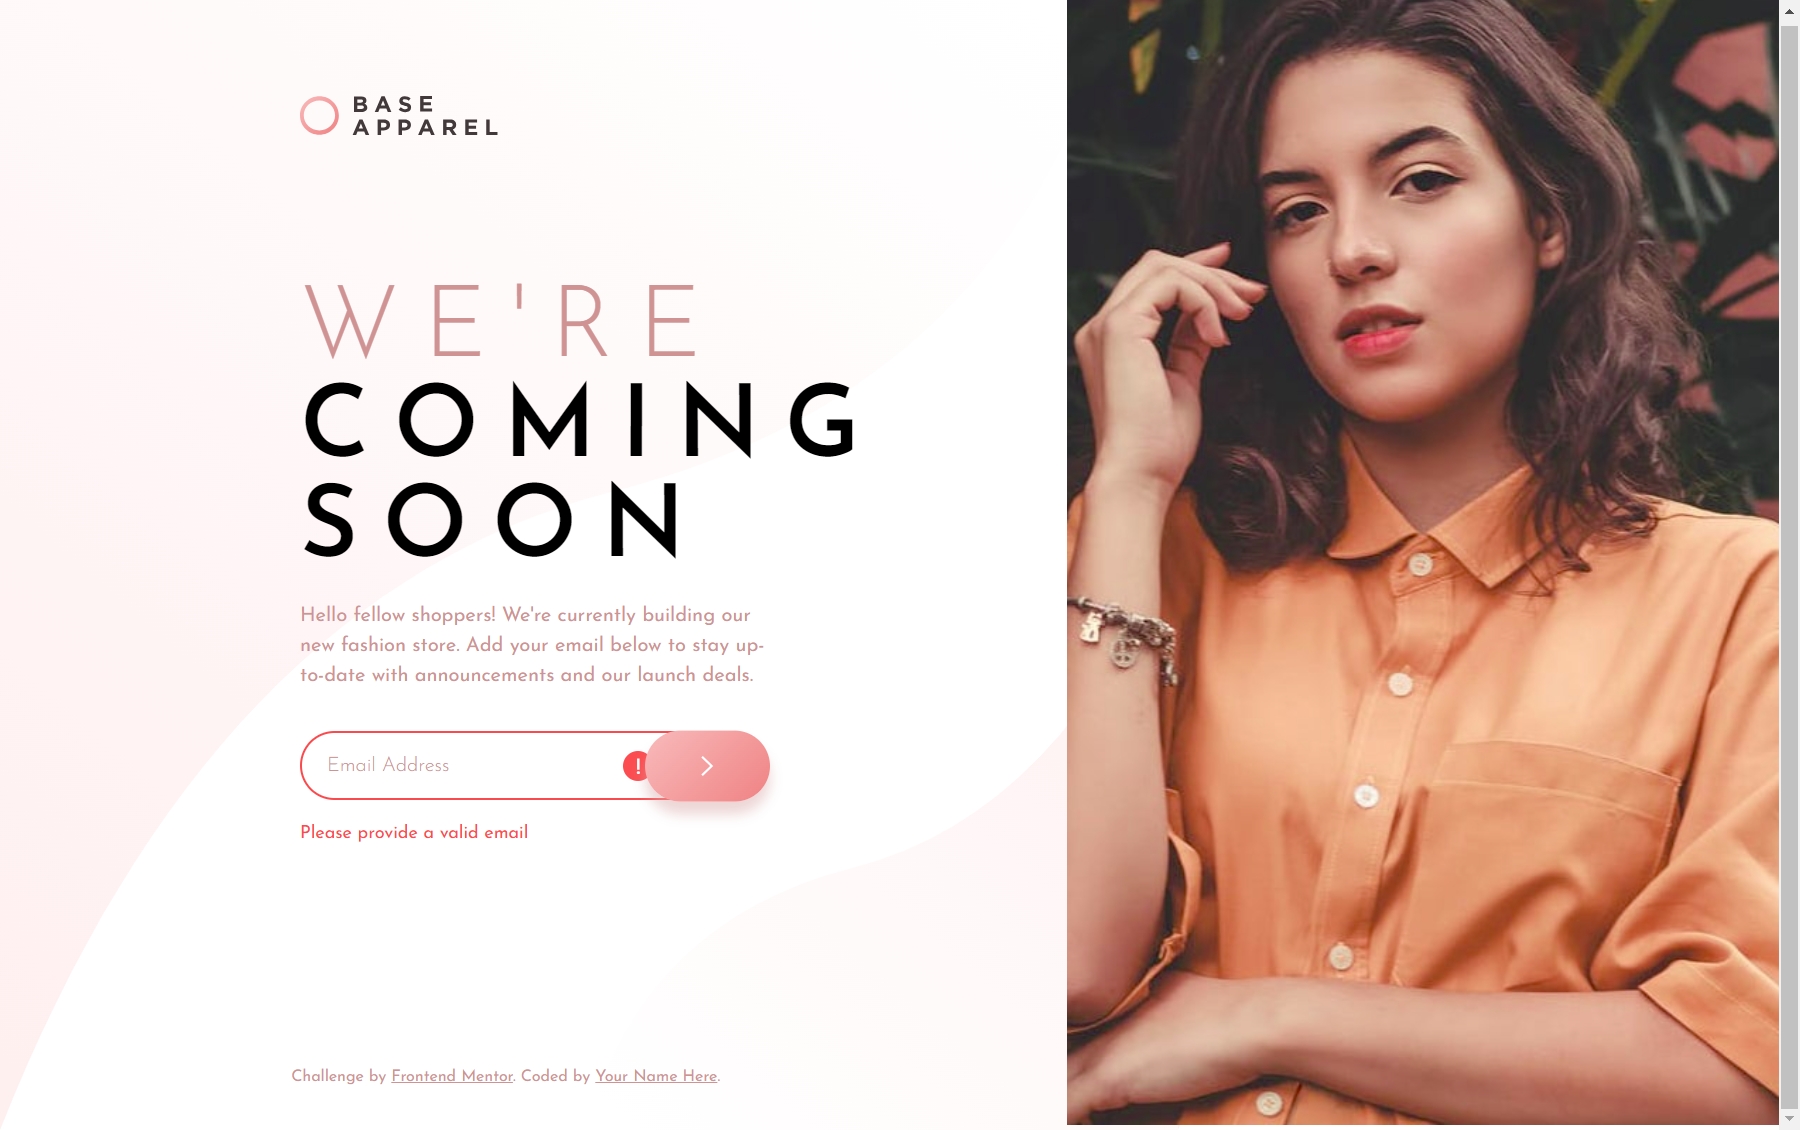 BASE
APPAREL
WE'RE
COMING
SOON
Hello fellow shoppers! We're currently building our
new fashion store. Add your email below to stay up-
to-date with announcements and our launch deals.
Email Address
!
Please provide a valid email
Challenge by Frontend Mentor. Coded by Your Name Here.